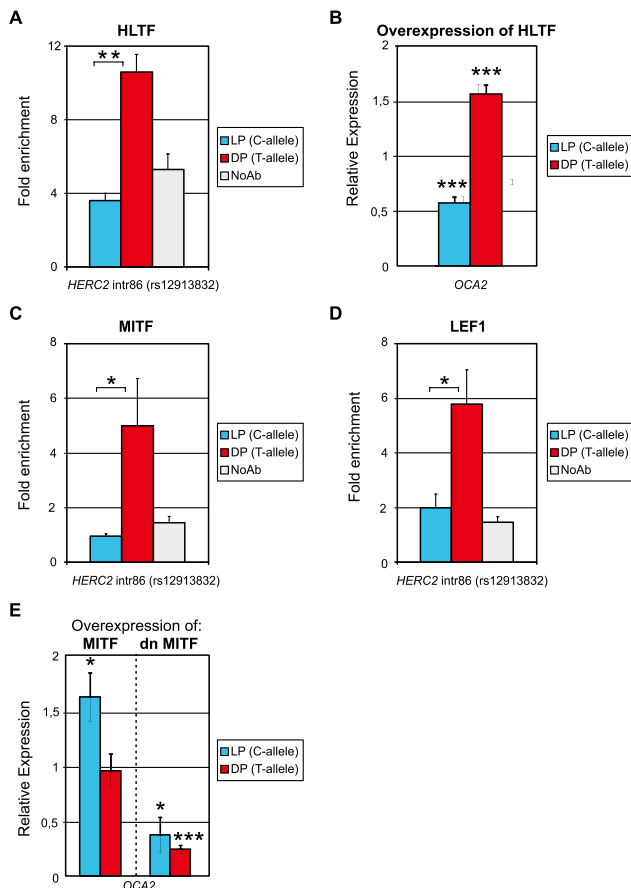 A
HLTF
12
8
4
0
Fold enrichment
**
LP (C-allele)
DP (T-allele)
NoAb
HERC2 intr86 (rs12913832)
B
Overexpression of HLTF
2
1,5
1
0,5
0
Relative Expression
***
***
LP (C-allele)
DP (T-allele)
OCA2
C
MITF
8
6
4
2
0
Fold enrichment
*
LP (C-allele)
DP (T-allele)
NoAb
HERC2 intr86 (rs12913832)
D
LEF1
8
6
4
2
0
Fold enrichment
*
LP (C-allele)
DP (T-allele)
NoAb
HERC2 intr86 (rs12913832)
E
Overexpression of:
MITF dn MITF
2
1,5
1
0,5
0
Relative Expression
*
*
***
LP (C-allele)
DP (T-allele)
OCA2